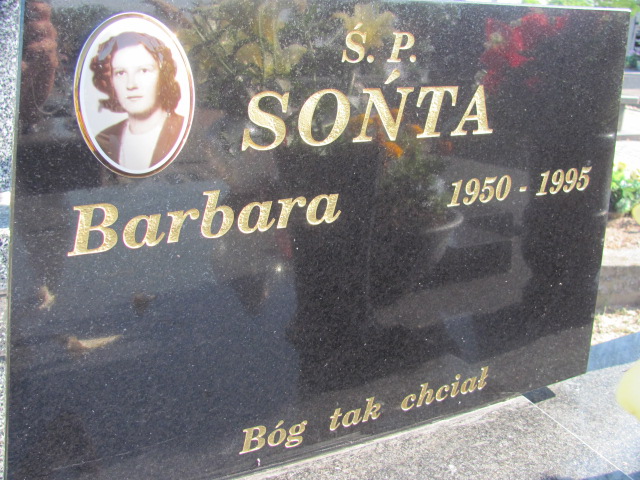 Ś. P.
SOŃTA
Barbara 1950 - 1995
Bóg tak chciał